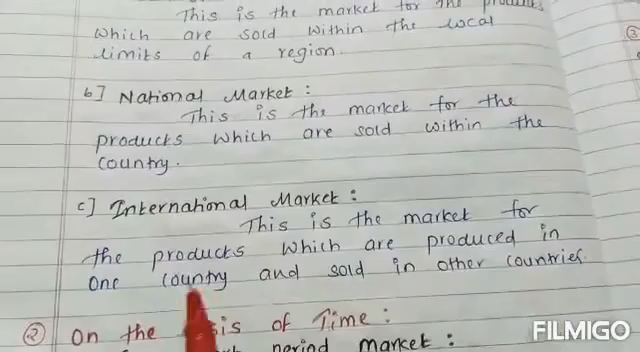 This is the market for the products
which are sold within the local
limits of a region.
b] National Market :
This is the market for the
products which are sold within the
country.
c] International Market :
This is the market for
the products which are produced in
one country and sold in other countries.
② On the of Time :
period market :
③
FILMIGO